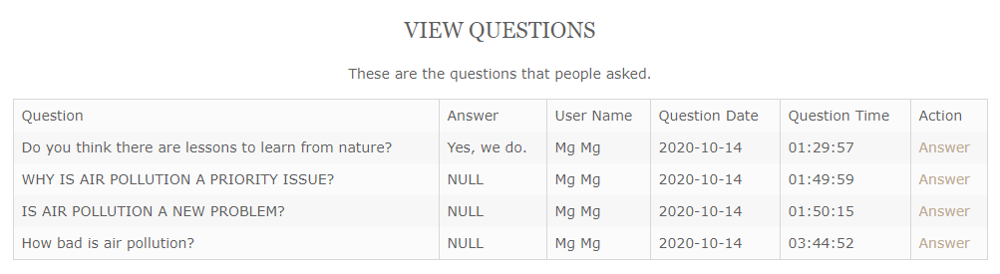 VIEW QUESTIONS
These are the questions that people asked.
Question Answer User Name Question Date Question Time Action
Do you think there are lessons to learn from nature? Yes, we do. Mg Mg 2020-10-14 01:29:57 Answer
WHY IS AIR POLLUTION A PRIORITY ISSUE? NULL Mg Mg 2020-10-14 01:49:59 Answer
IS AIR POLLUTION A NEW PROBLEM? NULL Mg Mg 2020-10-14 01:50:15 Answer
How bad is air pollution? NULL Mg Mg 2020-10-14 03:44:52 Answer